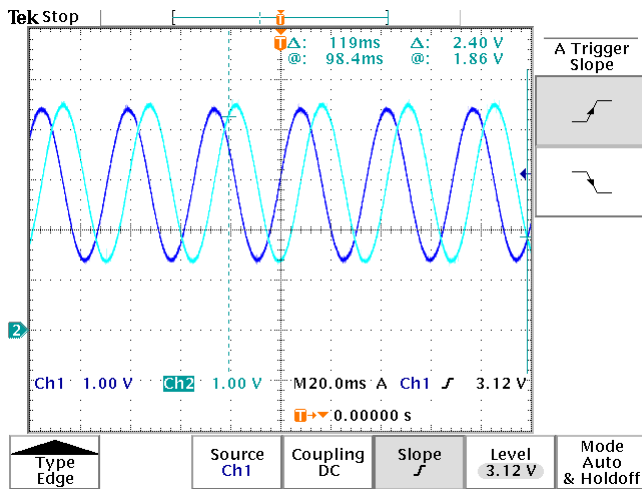 Tek Stop
T
T
Δ: 119ms Δ: 2.40 V
@: 98.4ms @: 1.86 V
A Trigger
Slope
2
Ch1 1.00 V Ch2 1.00 V M20.0ms A Ch1 3.12 V
T 0.00000 s
Type
Edge
Source
Ch1
Coupling
DC
Slope
Level
3.12 V
Mode
Auto
& Holdoff